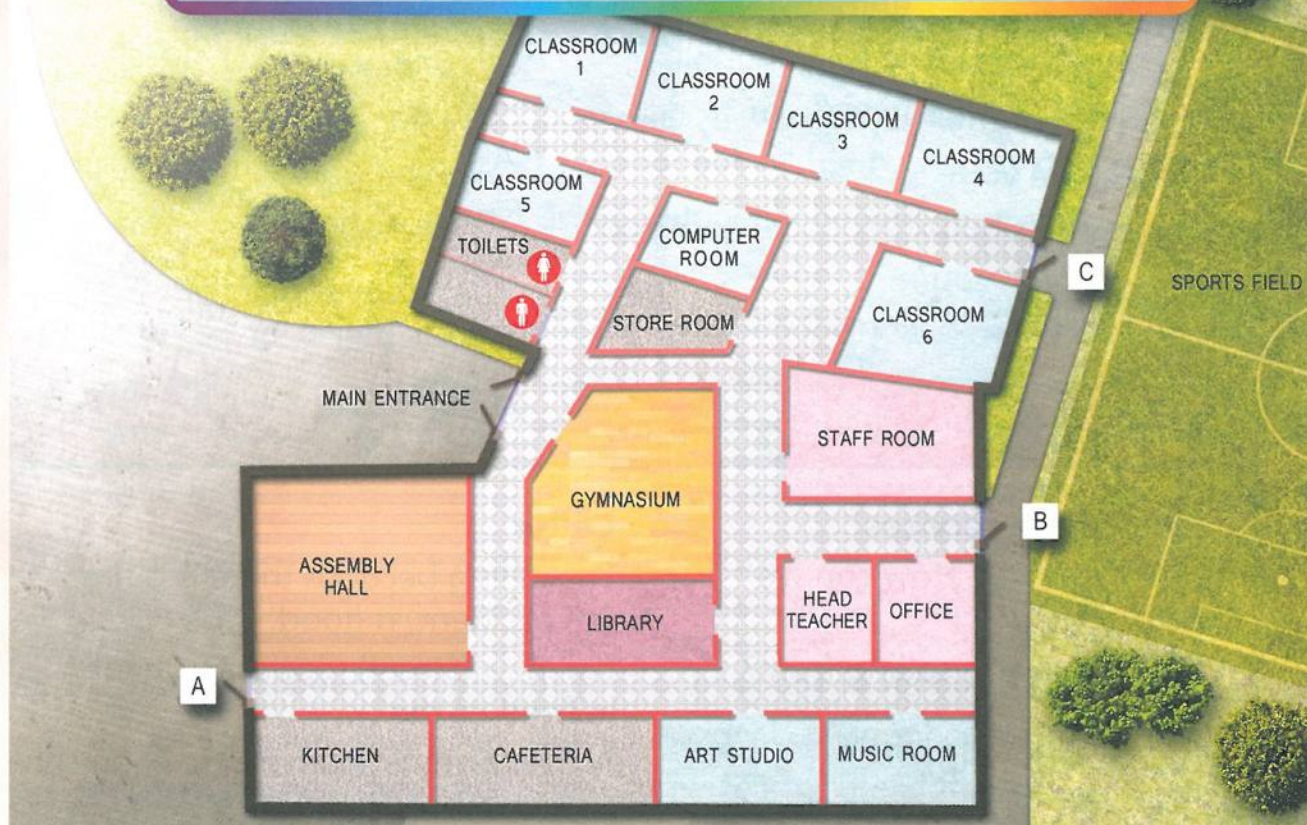 CLASSROOM
1
CLASSROOM
2
CLASSROOM
3
CLASSROOM
4
CLASSROOM
5
TOILETS
COMPUTER
ROOM
STORE ROOM
CLASSROOM
6
C
SPORTS FIELD
MAIN ENTRANCE
STAFF ROOM
GYMNASIUM
B
ASSEMBLY
HALL
LIBRARY
HEAD
TEACHER
OFFICE
A
KITCHEN
CAFETERIA
ART STUDIO
MUSIC ROOM